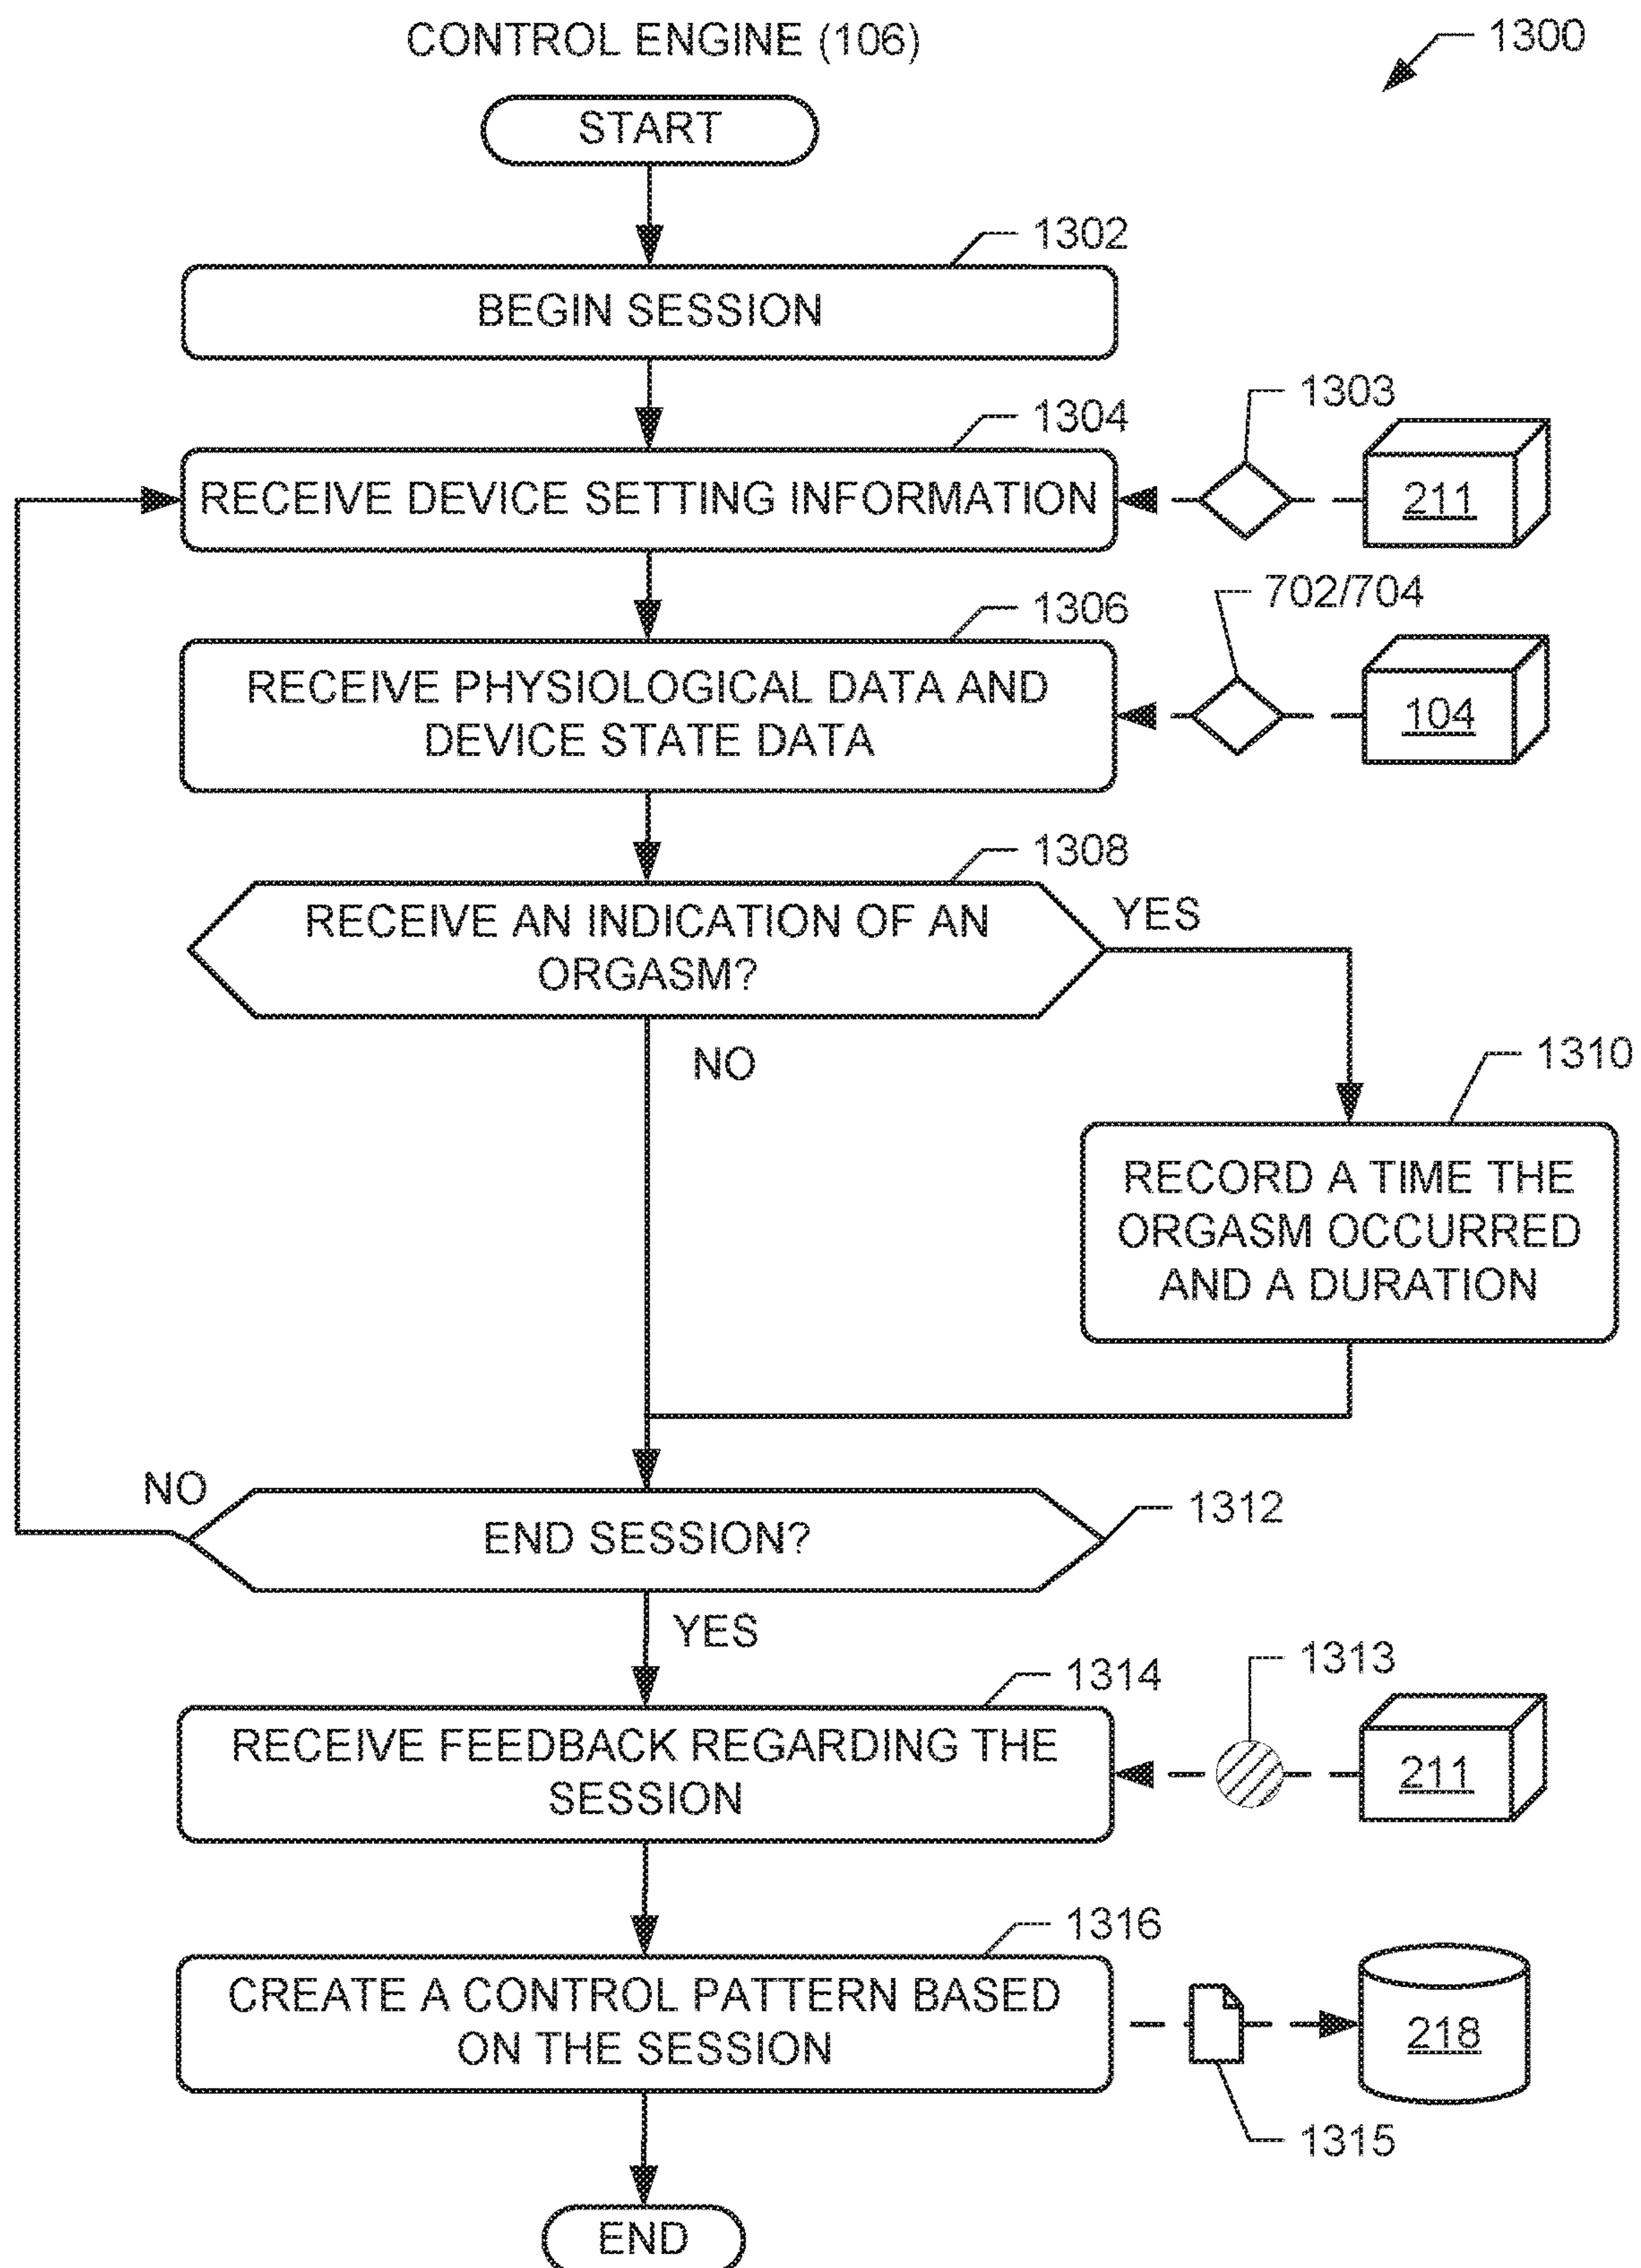 CONTROL ENGINE (106)
1300
START
1302
BEGIN SESSION
1303
1304
RECEIVE DEVICE SETTING INFORMATION
211
702/704
1306
RECEIVE PHYSIOLOGICAL DATA AND
DEVICE STATE DATA
104
1308
RECEIVE AN INDICATION OF AN
ORGASM?
YES
NO
1310
RECORD A TIME THE
ORGASM OCCURRED
AND A DURATION
NO
1312
END SESSION?
YES
1313
1314
RECEIVE FEEDBACK REGARDING THE
SESSION
211
1316
CREATE A CONTROL PATTERN BASED
ON THE SESSION
218
1315
END